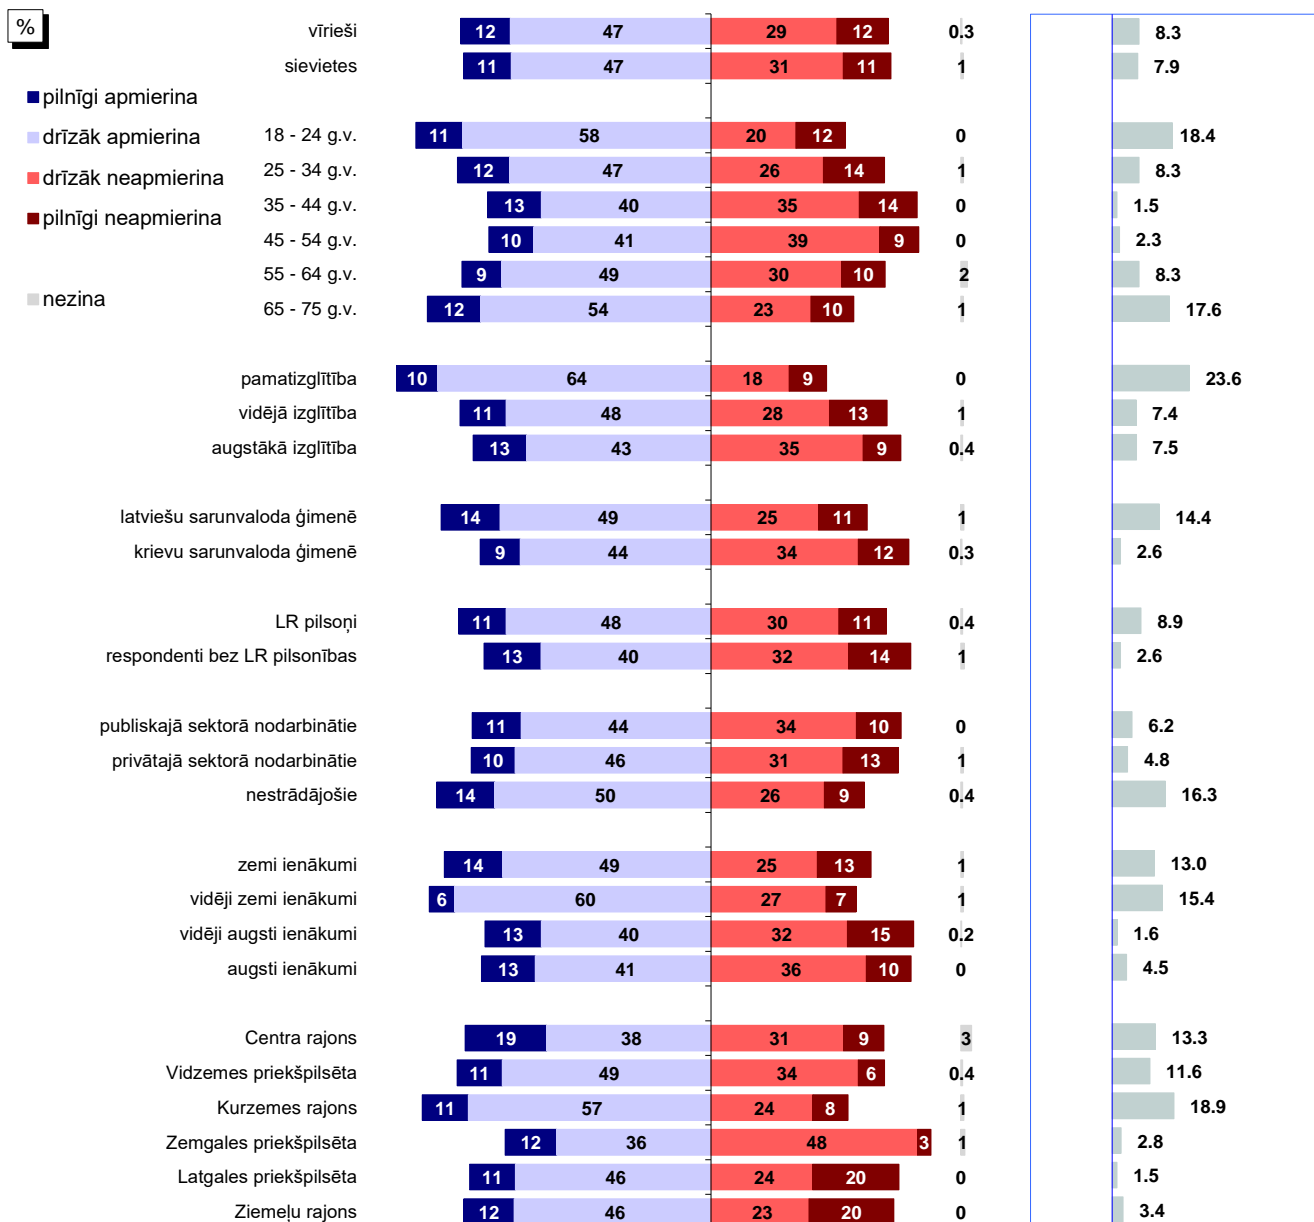 %
pilnīgi apmierina
drīzāk apmierina
drīzāk neapmierina
pilnīgi neapmierina
nezina
vīrieši 12 47 29 12 0.3 8.3
sievietes 11 47 31 11 1 7.9
18 - 24 g.v. 11 58 20 12 0 18.4
25 - 34 g.v. 12 47 26 14 1 8.3
35 - 44 g.v. 13 40 35 14 0 1.5
45 - 54 g.v. 10 41 39 9 0 2.3
55 - 64 g.v. 9 49 30 10 2 8.3
65 - 75 g.v. 12 54 23 10 1 17.6
pamatizglītība 10 64 18 9 0 23.6
vidējā izglītība 11 48 28 13 1 7.4
augstākā izglītība 13 43 35 9 0.4 7.5
latviešu sarunvaloda ģimenē 14 49 25 11 1 14.4
krievu sarunvaloda ģimenē 9 44 34 12 0.3 2.6
LR pilsoņi 11 48 30 11 0.4 8.9
respondenti bez LR pilsonības 13 40 32 14 1 2.6
publiskajā sektorā nodarbinātie 11 44 34 10 0 6.2
privātajā sektorā nodarbinātie 10 46 31 13 1 4.8
nestrādājošie 14 50 26 9 0.4 16.3
zemi ienākumi 14 49 25 13 1 13.0
vidēji zemi ienākumi 6 60 27 7 1 15.4
vidēji augsti ienākumi 13 40 32 15 0.2 1.6
augsti ienākumi 13 41 36 10 0 4.5
Centra rajons 19 38 31 9 3 13.3
Vidzemes priekšpilsēta 11 49 34 6 0.4 11.6
Kurzemes rajons 11 57 24 8 1 18.9
Zemgales priekšpilsēta 12 36 48 3 1 2.8
Latgales priekšpilsēta 11 46 24 20 0 1.5
Ziemeļu rajons 12 46 23 20 0 3.4